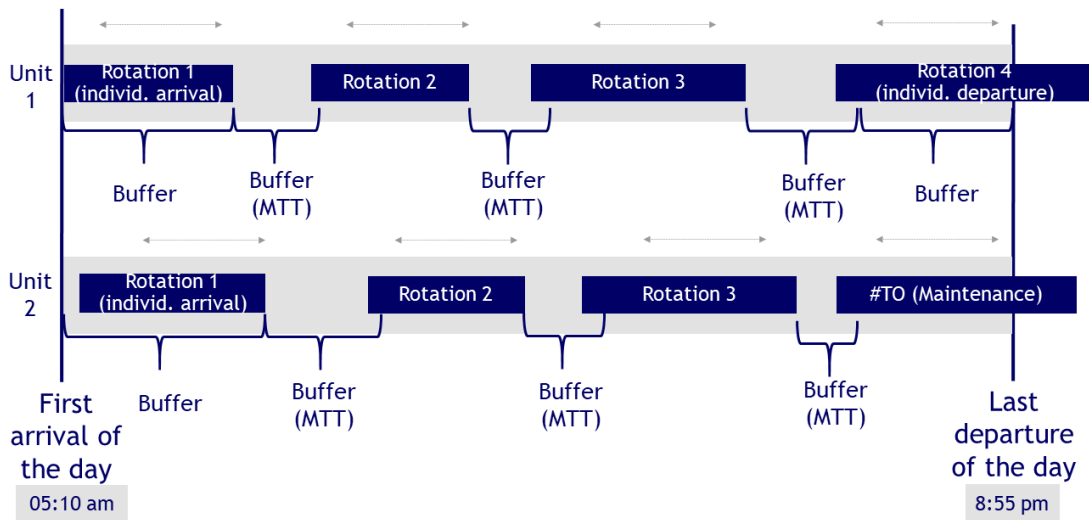 Unit
1
Rotation 1
(individ. arrival)
Rotation 2
Rotation 3
Rotation 4
(individ. departure)
Buffer
Buffer
(MTT)
Buffer
(MTT)
Buffer
(MTT)
Buffer
Unit
2
Rotation 1
(individ. arrival)
Rotation 2
Rotation 3
#TO (Maintenance)
Buffer
Buffer
(MTT)
Buffer
(MTT)
Buffer
(MTT)
First
arrival of
the day
05:10 am
Last
departure
of the day
8:55 pm